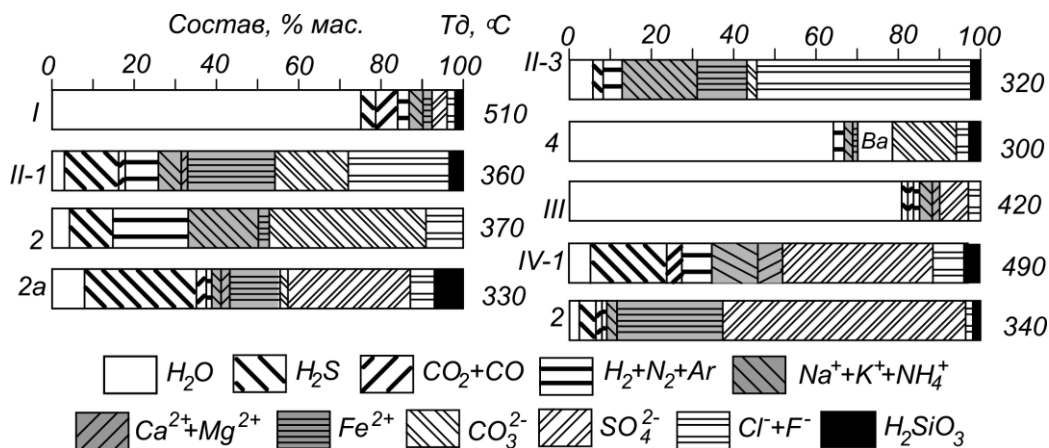 Состав, % мас. Tд, °C
0 20 40 60 80 100
I 510
II-1 360
2 370
2а 330
0 20 40 60 80 100
II-3 320
4 Ba 300
III 420
IV-1 490
2 340
H₂O H₂S CO₂+CO H₂+N₂+Ar Na⁺+K⁺+NH₄⁺
Ca²⁺+Mg²⁺ Fe²⁺ CO₃²⁻ SO₄²⁻ Cl⁻+F⁻ H₂SiO₃